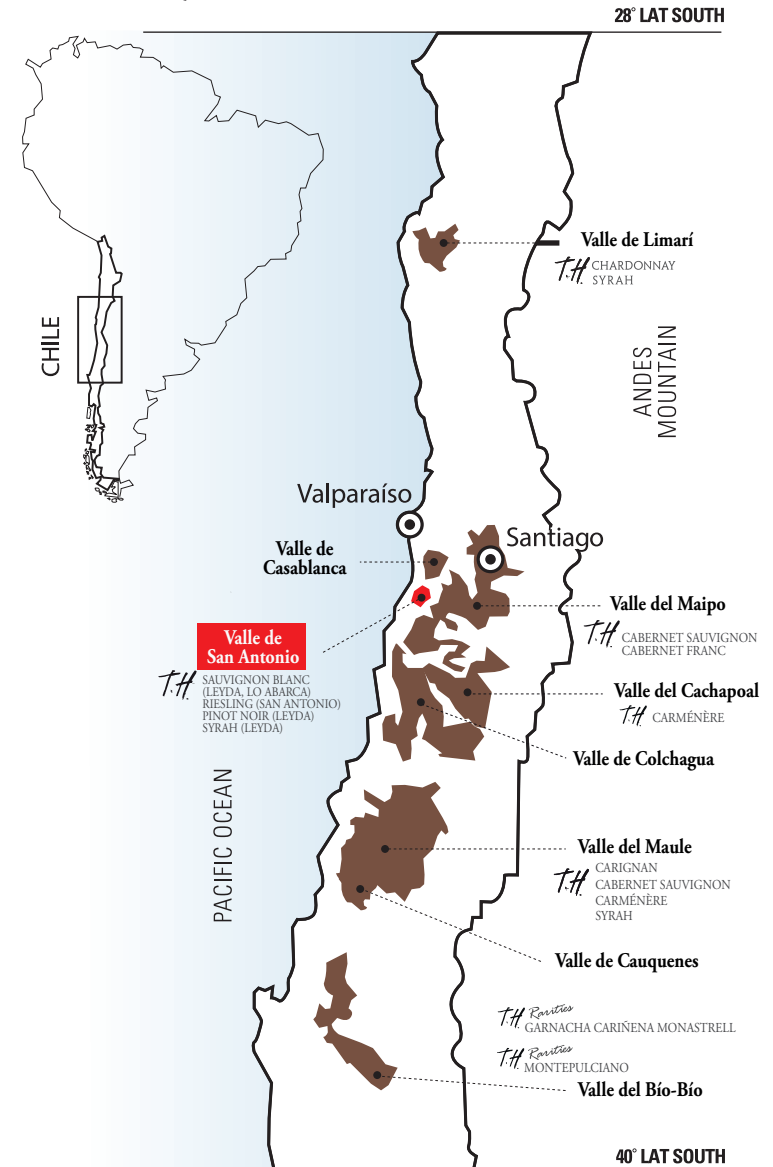 28° LAT SOUTH
Valle de Limarí
T.H. CHARDONNAY
SYRAH
CHILE
ANDES
MOUNTAIN
Valparaíso
Santiago
Valle de
Casablanca
Valle del Maipo
T.H. CABERNET SAUVIGNON
CABERNET FRANC
Valle de
San Antonio
T.H. SAUVIGNON BLANC
(LEYDA, LO ABARCA)
RIESLING (SAN ANTONIO)
PINOT NOIR (LEYDA)
SYRAH (LEYDA)
Valle del Cachapoal
T.H. CARMÉNÈRE
Valle de Colchagua
PACIFIC OCEAN
Valle del Maule
T.H. CARIGNAN
CABERNET SAUVIGNON
CARMÉNÈRE
SYRAH
Valle de Cauquenes
T.H. Rarities
GARNACHA CARIÑENA MONASTRELL
T.H. Rarities
MONTEPULCIANO
Valle del Bío-Bío
40° LAT SOUTH